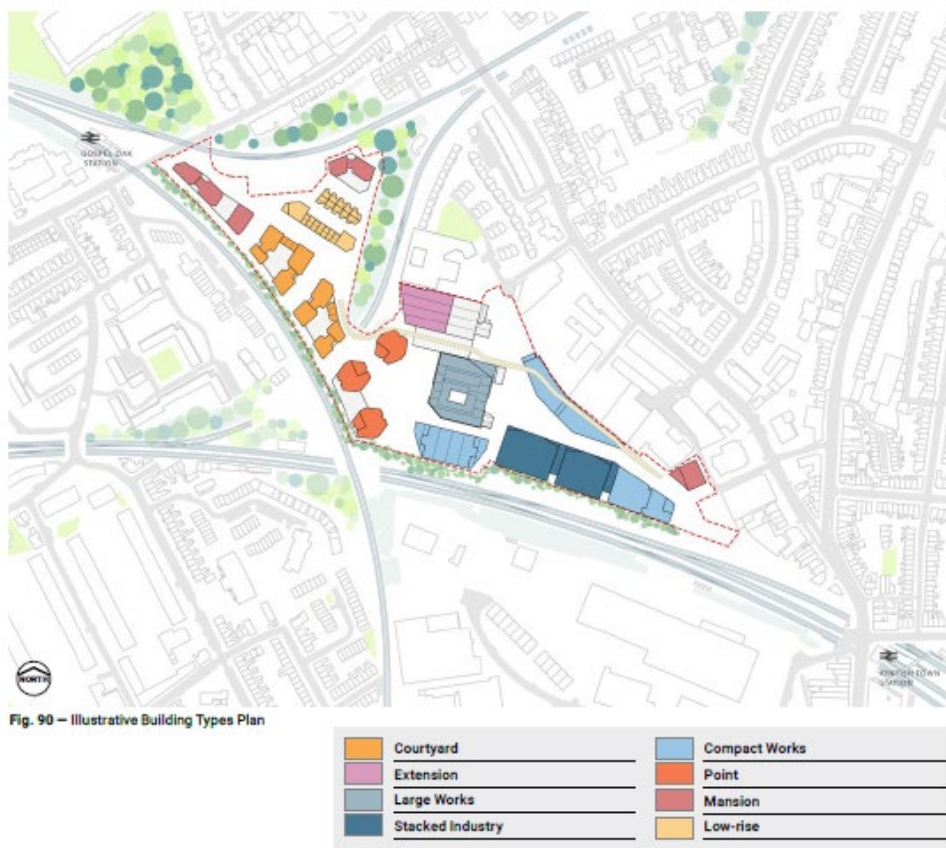 GOSPEL OAK
STATION
KENTISH TOWN
STATION
NORTH
Fig. 90 — Illustrative Building Types Plan
Courtyard
Extension
Large Works
Stacked Industry
Compact Works
Point
Mansion
Low-rise